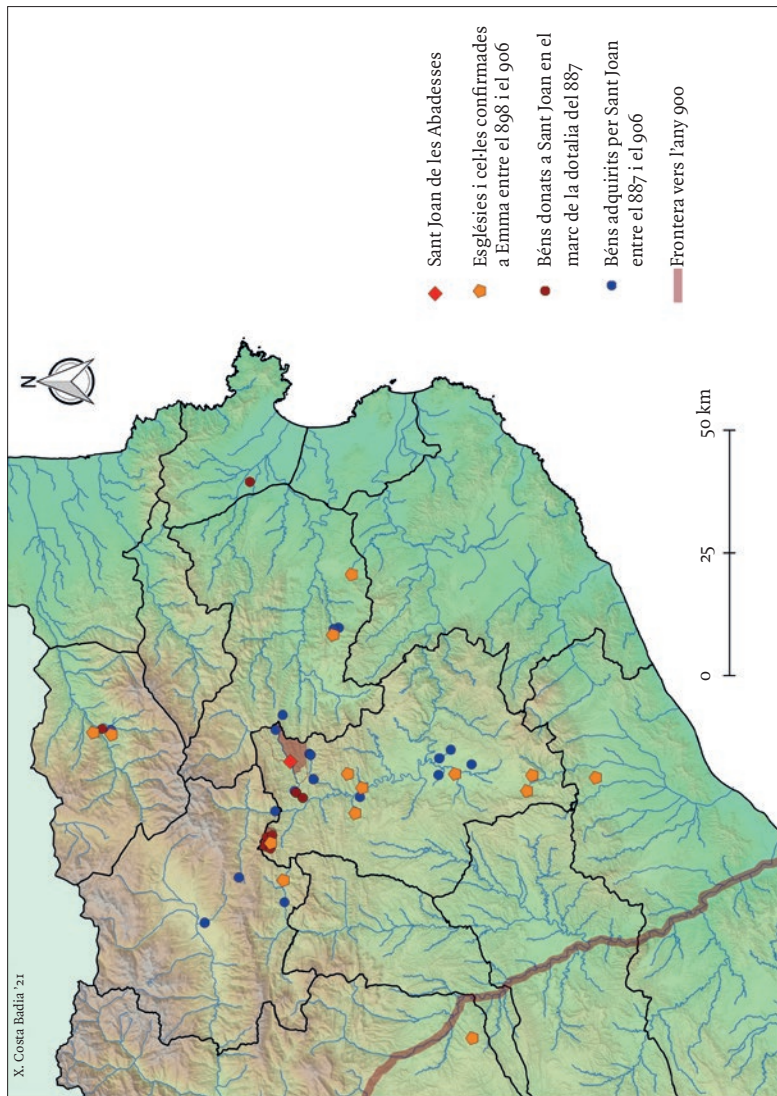 X. Costa Badia '21
N
Sant Joan de les Abadesses
Esglésies i cel·les confirmades
a Emma entre el 898 i el 906
Béns donats a Sant Joan en el
marc de la dotalia del 887
Béns adquirits per Sant Joan
entre el 887 i el 906
Frontera vers l'any 900
0 25 50 km